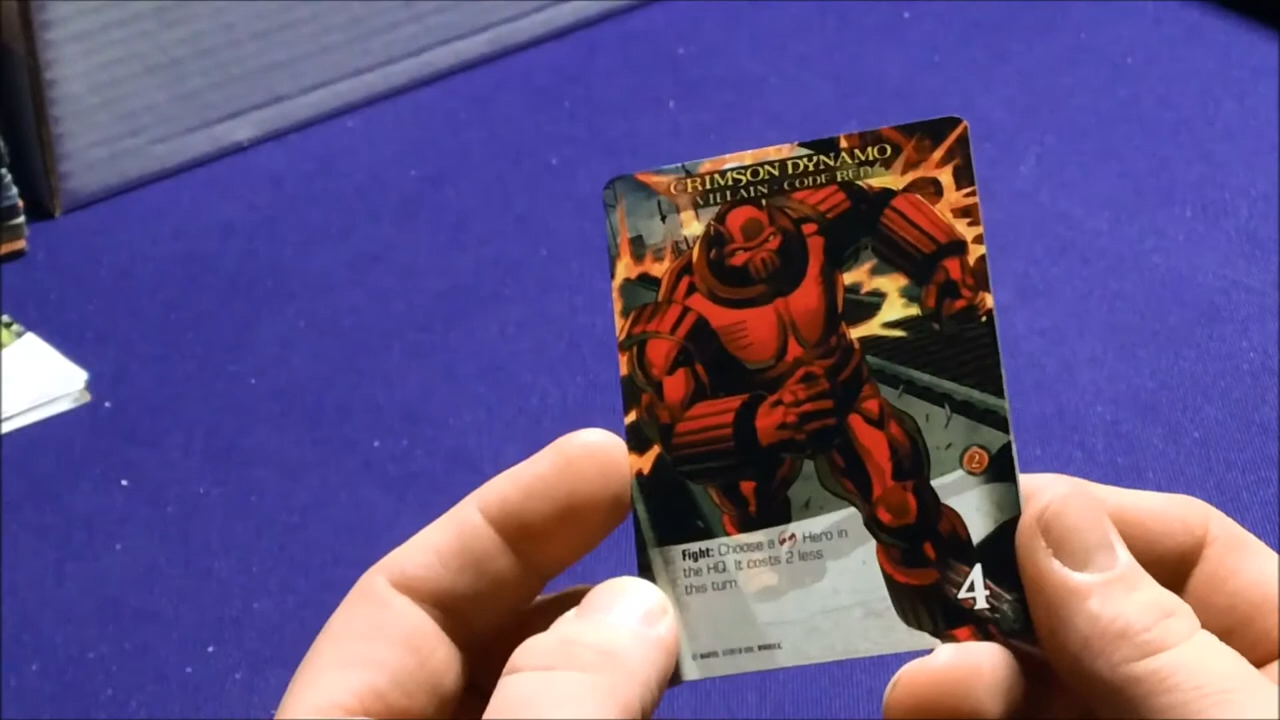 CRIMSON DYNAMO
VILLAIN - CODE RED
2
Fight: Choose a Hero in
the HQ. It costs 2 less
this turn.
4